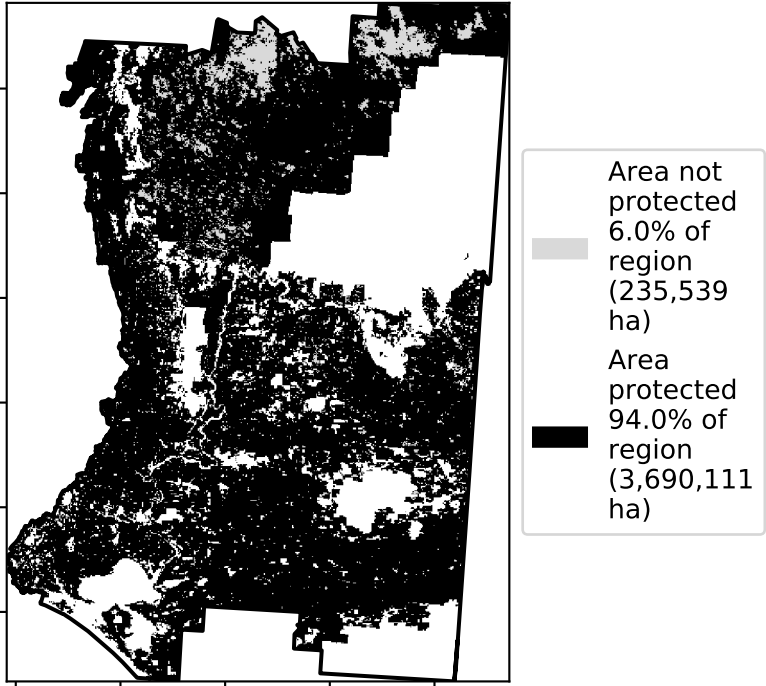 Area not
protected
6.0% of
region
(235,539
ha)
Area
protected
94.0% of
region
(3,690,111
ha)